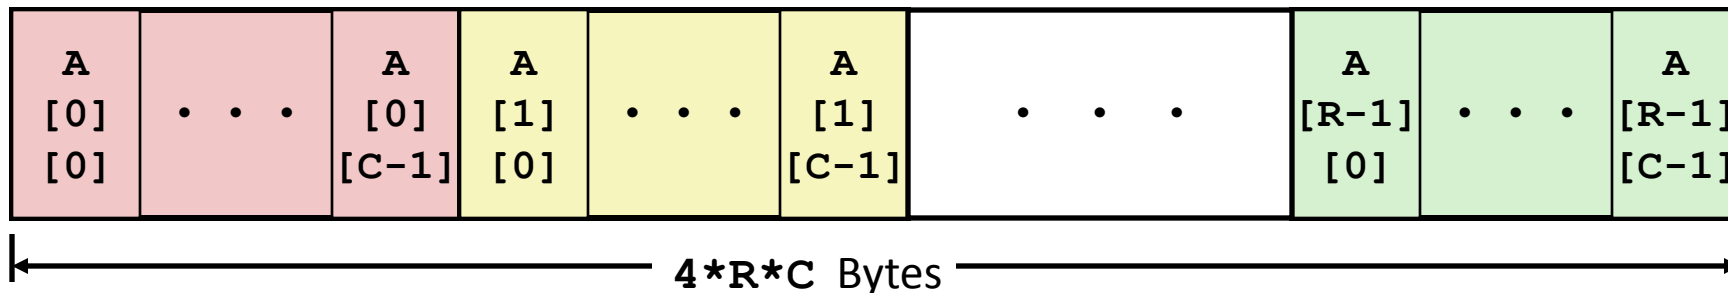 A [0] [0]
. . .
A [0] [C-1]
A [1] [0]
. . .
A [1] [C-1]
. . .
A [R-1] [0]
. . .
A [R-1] [C-1]
4*R*C Bytes